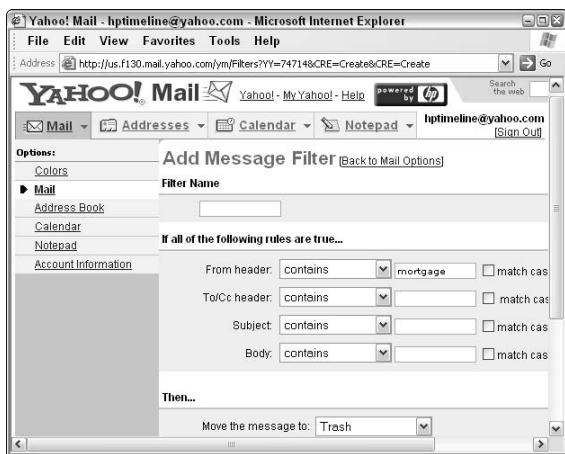 Yahoo! Mail - hptimeline@yahoo.com - Microsoft Internet Explorer
File Edit View Favorites Tools Help
Address http://us.f130.mail.yahoo.com/ym/Filters?YY=74714&CRE=Create&CRE=Create Go
YAHOO! Mail Yahoo! - My Yahoo! - Help powered by hp Search the web
Mail Addresses Calendar Notepad hptimeline@yahoo.com [Sign Out]
Options:
Colors
Mail
Address Book
Calendar
Notepad
Account Information
Add Message Filter [Back to Mail Options]
Filter Name
If all of the following rules are true...
From header: contains mortgage match cas
To/Cc header: contains match cas
Subject: contains match cas
Body: contains match cas
Then...
Move the message to: Trash